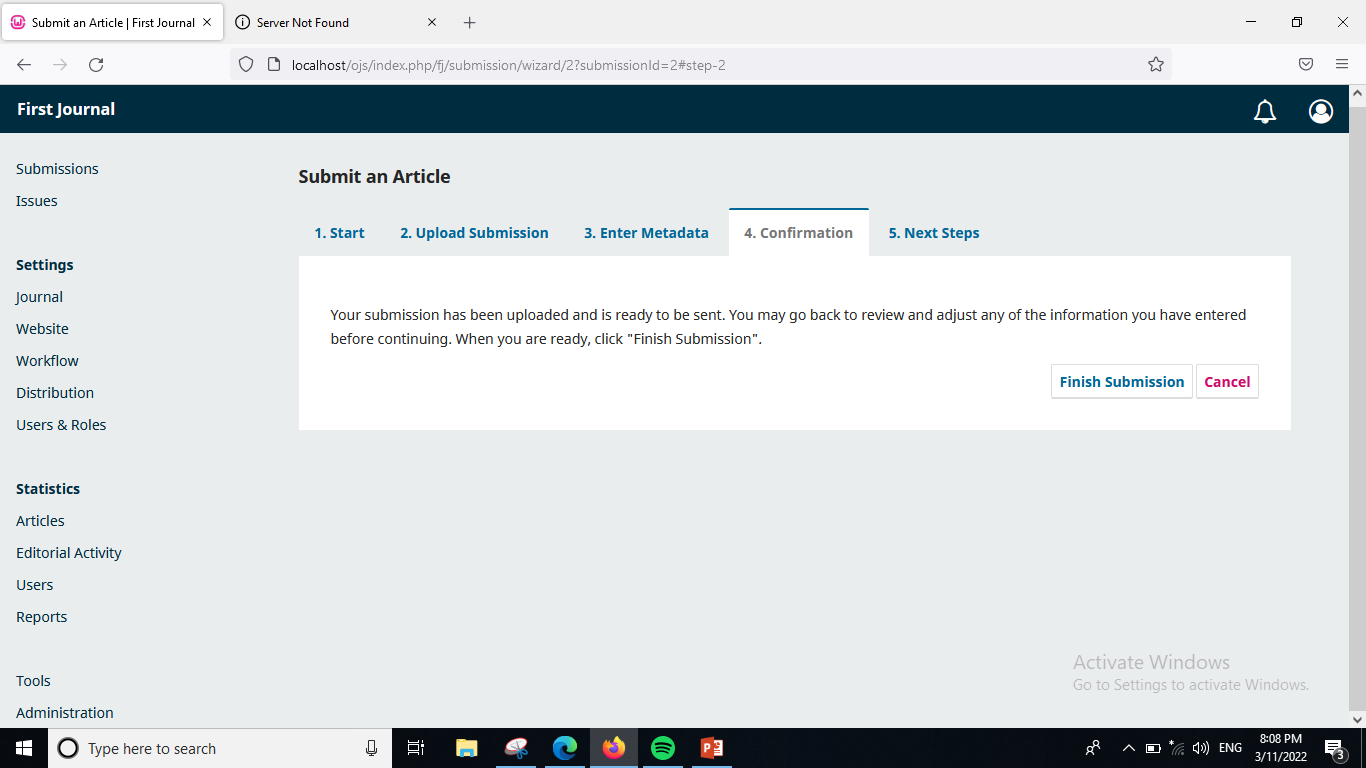 Submit an Article | First Journal
Server Not Found
localhost/ojs/index.php/fj/submission/wizard/2?submissionId=2#step-2
First Journal
Submissions
Issues
Settings
Journal
Website
Workflow
Distribution
Users & Roles
Statistics
Articles
Editorial Activity
Users
Reports
Tools
Administration
Submit an Article
1. Start
2. Upload Submission
3. Enter Metadata
4. Confirmation
5. Next Steps
Your submission has been uploaded and is ready to be sent. You may go back to review and adjust any of the information you have entered
before continuing. When you are ready, click "Finish Submission".
Finish Submission
Cancel
Activate Windows
Go to Settings to activate Windows.
Type here to search
ENG
8:08 PM
3/11/2022
3